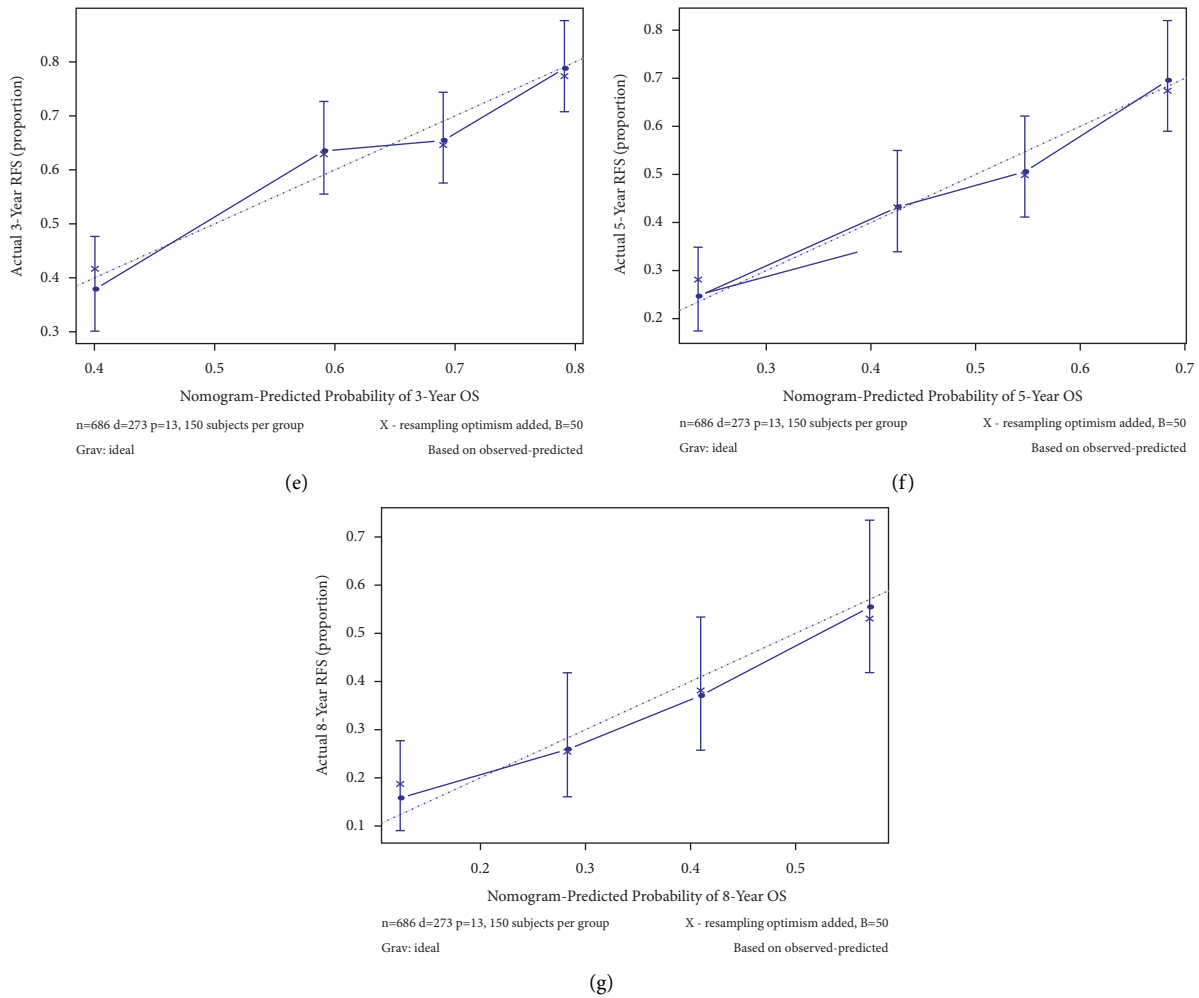 0.8
0.7
0.6
0.5
0.4
0.3
Actual 3-Year RFS (proportion)
0.4 0.5 0.6 0.7 0.8
Nomogram-Predicted Probability of 3-Year OS
n=686 d=273 p=13, 150 subjects per group X - resampling optimism added, B=50
Grav: ideal Based on observed-predicted
(e)
0.8
0.7
0.6
0.5
0.4
0.3
0.2
Actual 5-Year RFS (proportion)
0.3 0.4 0.5 0.6 0.7
Nomogram-Predicted Probability of 5-Year OS
n=686 d=273 p=13, 150 subjects per group X - resampling optimism added, B=50
Grav: ideal Based on observed-predicted
(f)
0.7
0.6
0.5
0.4
0.3
0.2
0.1
Actual 8-Year RFS (proportion)
0.2 0.3 0.4 0.5
Nomogram-Predicted Probability of 8-Year OS
n=686 d=273 p=13, 150 subjects per group X - resampling optimism added, B=50
Grav: ideal Based on observed-predicted
(g)